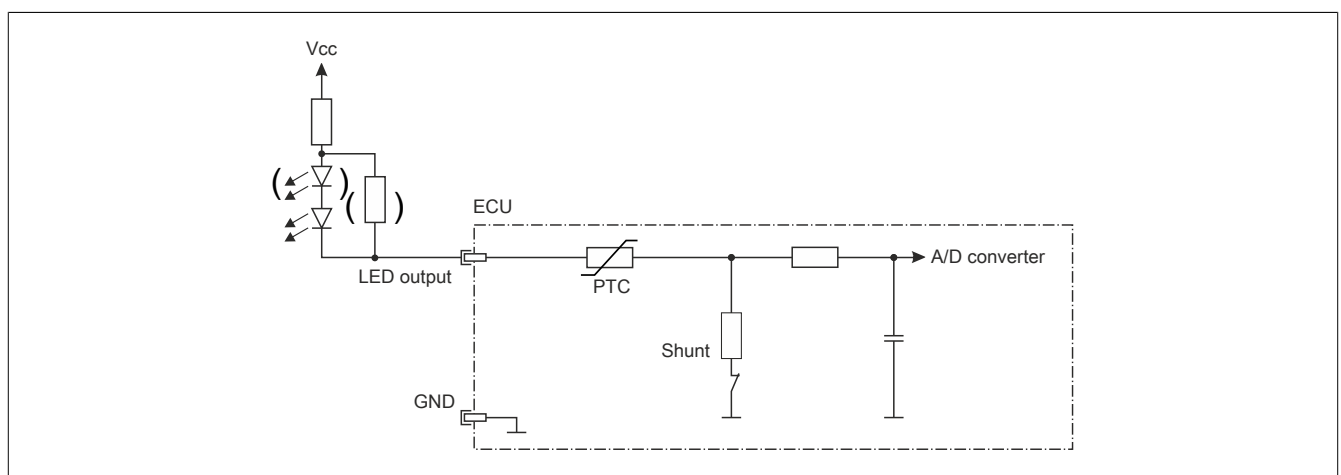 Vcc
ECU
LED output
PTC
A/D converter
Shunt
GND